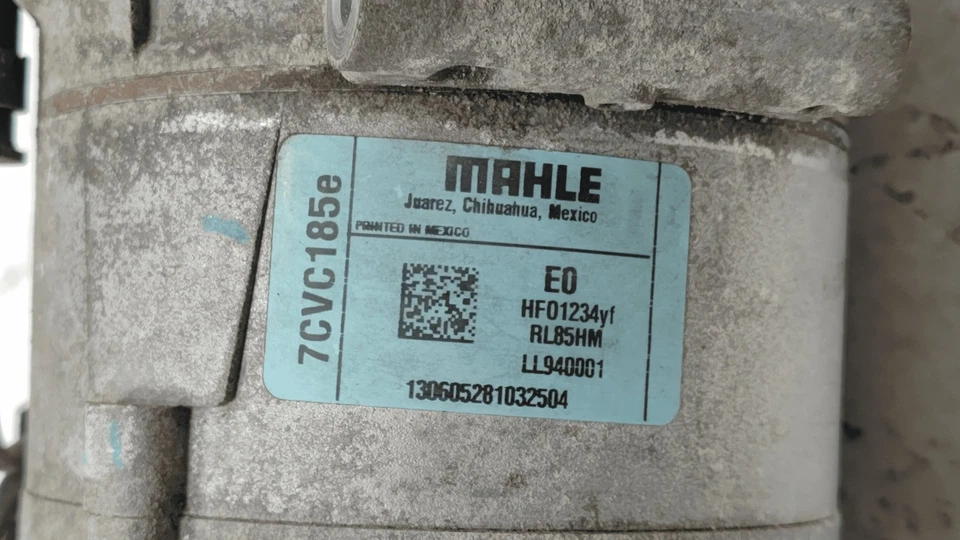 MAHLE
Juarez, Chihuahua, Mexico
PRINTED IN MEXICO
7CVC185e
E0
HFO1234yf
RL85HM
LL940001
130605281032504